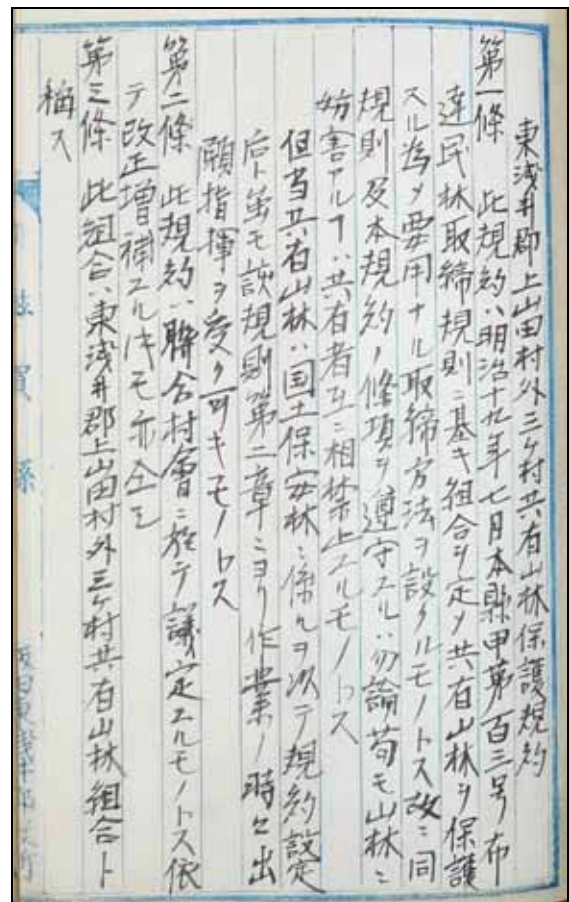 東浅井郡上山田村外三ヶ村共有山林保護規約
第一條　此規約ハ明治十九年七月本縣甲第百三号布
達民林取締規則ニ基キ組合ヲ定メ共有山林ヲ保護
スル為メ要用ナル取締方法ヲ設クルモノトス故ニ同
規則及本規約ノ條項ヲ遵守スルハ勿論苟モ山林ニ
妨害アルヿハ共有者互ニ相禁止スルモノトス
但当共有山林ハ国土保安林ニ係ルヲ以テ規約設定
后ト虽モ該規則第二章ニヨリ作業ノ時々出
願指揮ヲ受ク可キモノトス
第二條　此規約ハ聯合村會ニ於テ議定スルモノトス依
テ改正増補スルトキモ亦仝シ
第三條　此組合ハ東浅井郡上山田村外三ヶ村共有山林組合ト
稱ス